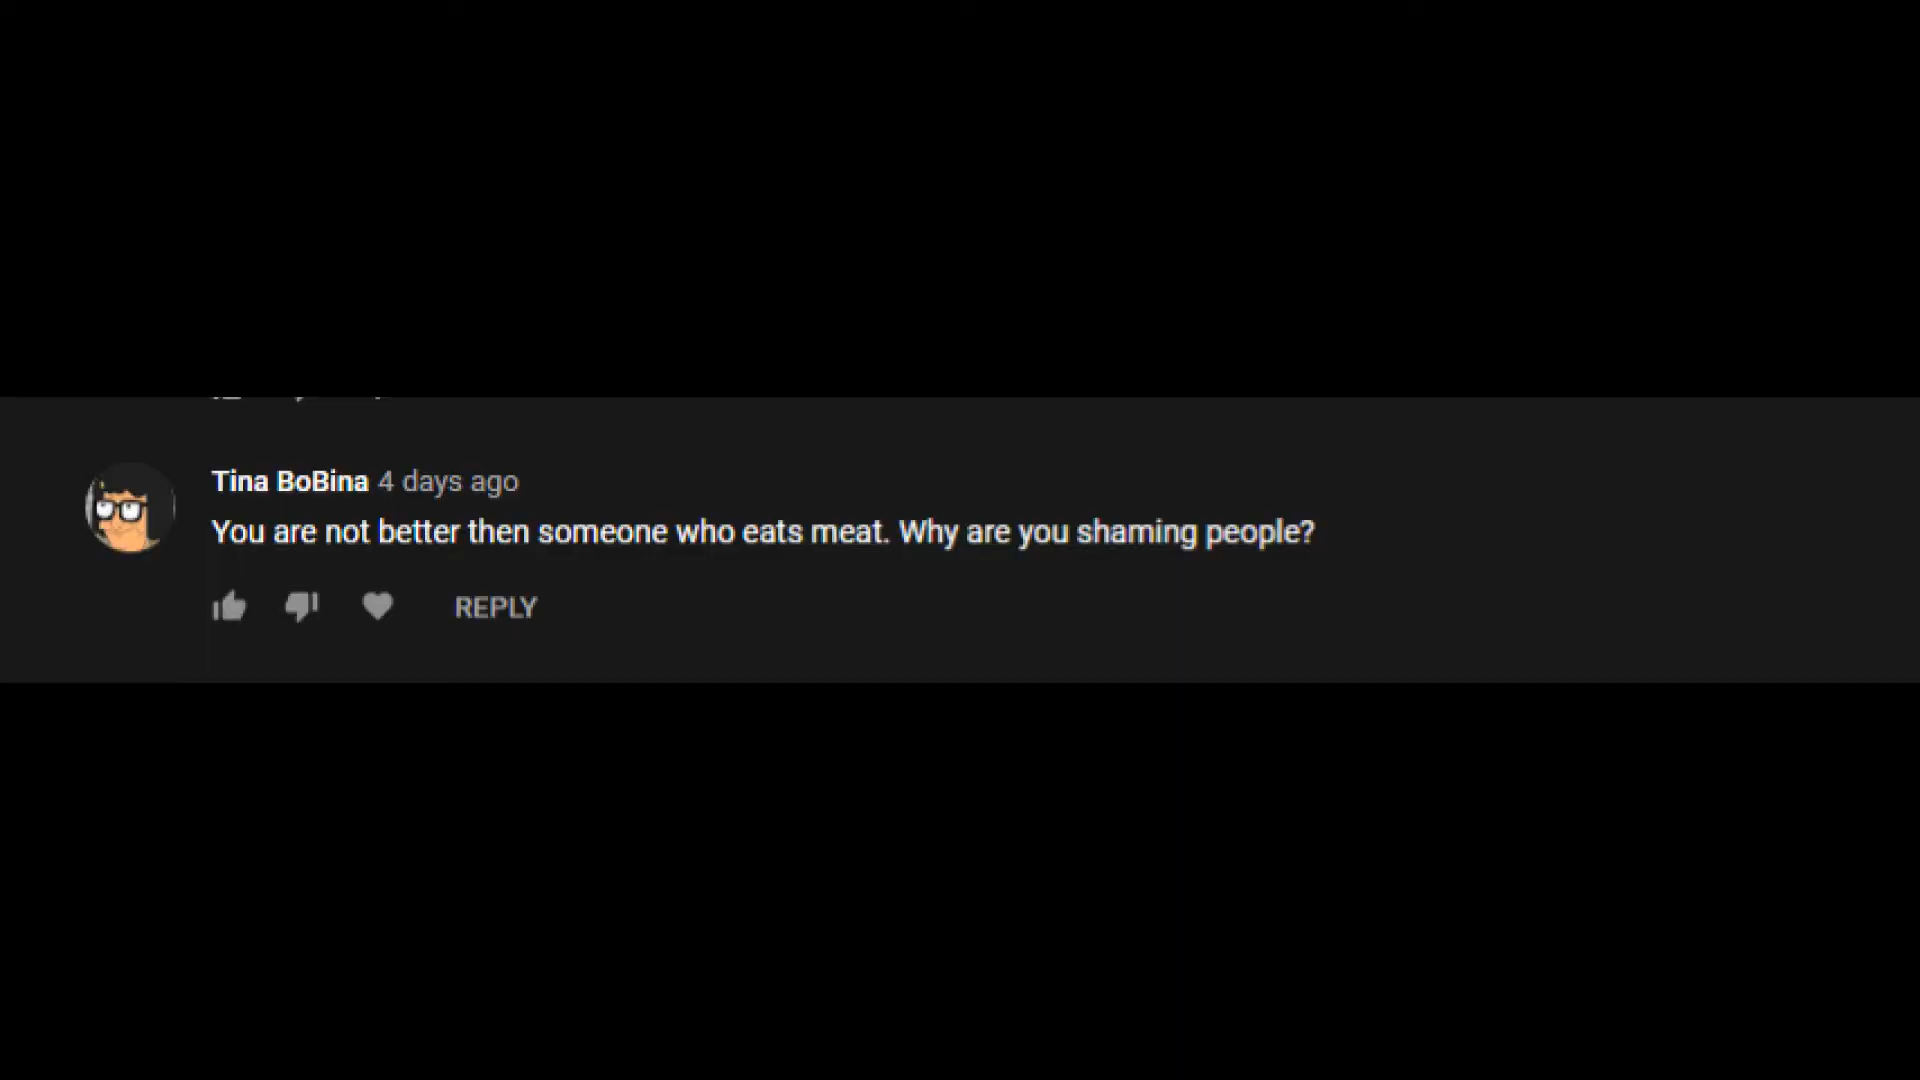 Tina BoBina 4 days ago
You are not better then someone who eats meat. Why are you shaming people?
REPLY